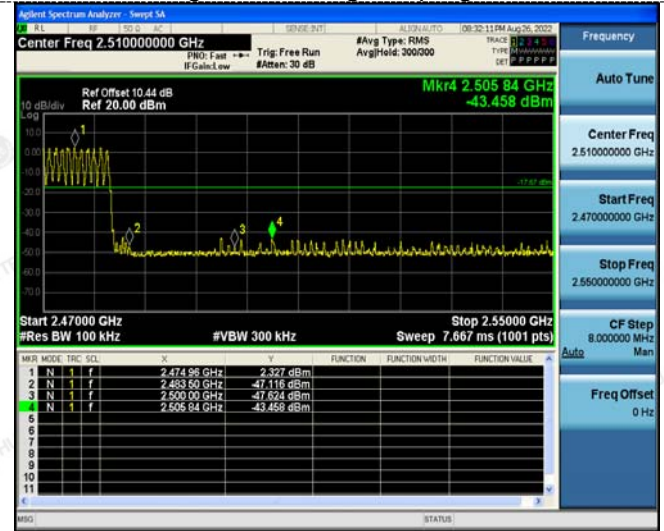 Agilent Spectrum Analyzer - Swept SA
RL RF 50 Ω AC SENSE:INT ALIGNAUTO 08:32:11 PM Aug 26, 2022
Center Freq 2.510000000 GHz
PNO: Fast Trig: Free Run #Avg Type: RMS TRACE 1 2 3 4 5 6
IFGain:Low #Atten: 30 dB Avg|Hold: 300/300 TYPE
DET P P P P P P
Mkr4 2.505 84 GHz
-43.458 dBm
Ref Offset 10.44 dB
10 dB/div Ref 20.00 dBm
Log
10.0
0.00
-10.0
-20.0
-30.0
-40.0
-50.0
-60.0
-70.0
1
2
3
4
-17.67 dBm
Start 2.47000 GHz Stop 2.55000 GHz
#Res BW 100 kHz #VBW 300 kHz Sweep 7.667 ms (1001 pts)
MKR MODE TRC SCL X Y FUNCTION FUNCTION WIDTH FUNCTION VALUE
1 N 1 f 2.474 96 GHz 2.327 dBm
2 N 1 f 2.483 50 GHz -47.116 dBm
3 N 1 f 2.500 00 GHz -47.624 dBm
4 N 1 f 2.505 84 GHz -43.458 dBm
5
6
7
8
9
10
11
MSG STATUS
Frequency
Auto Tune
Center Freq
2.510000000 GHz
Start Freq
2.470000000 GHz
Stop Freq
2.550000000 GHz
CF Step
8.000000 MHz
Auto Man
Freq Offset
0 Hz